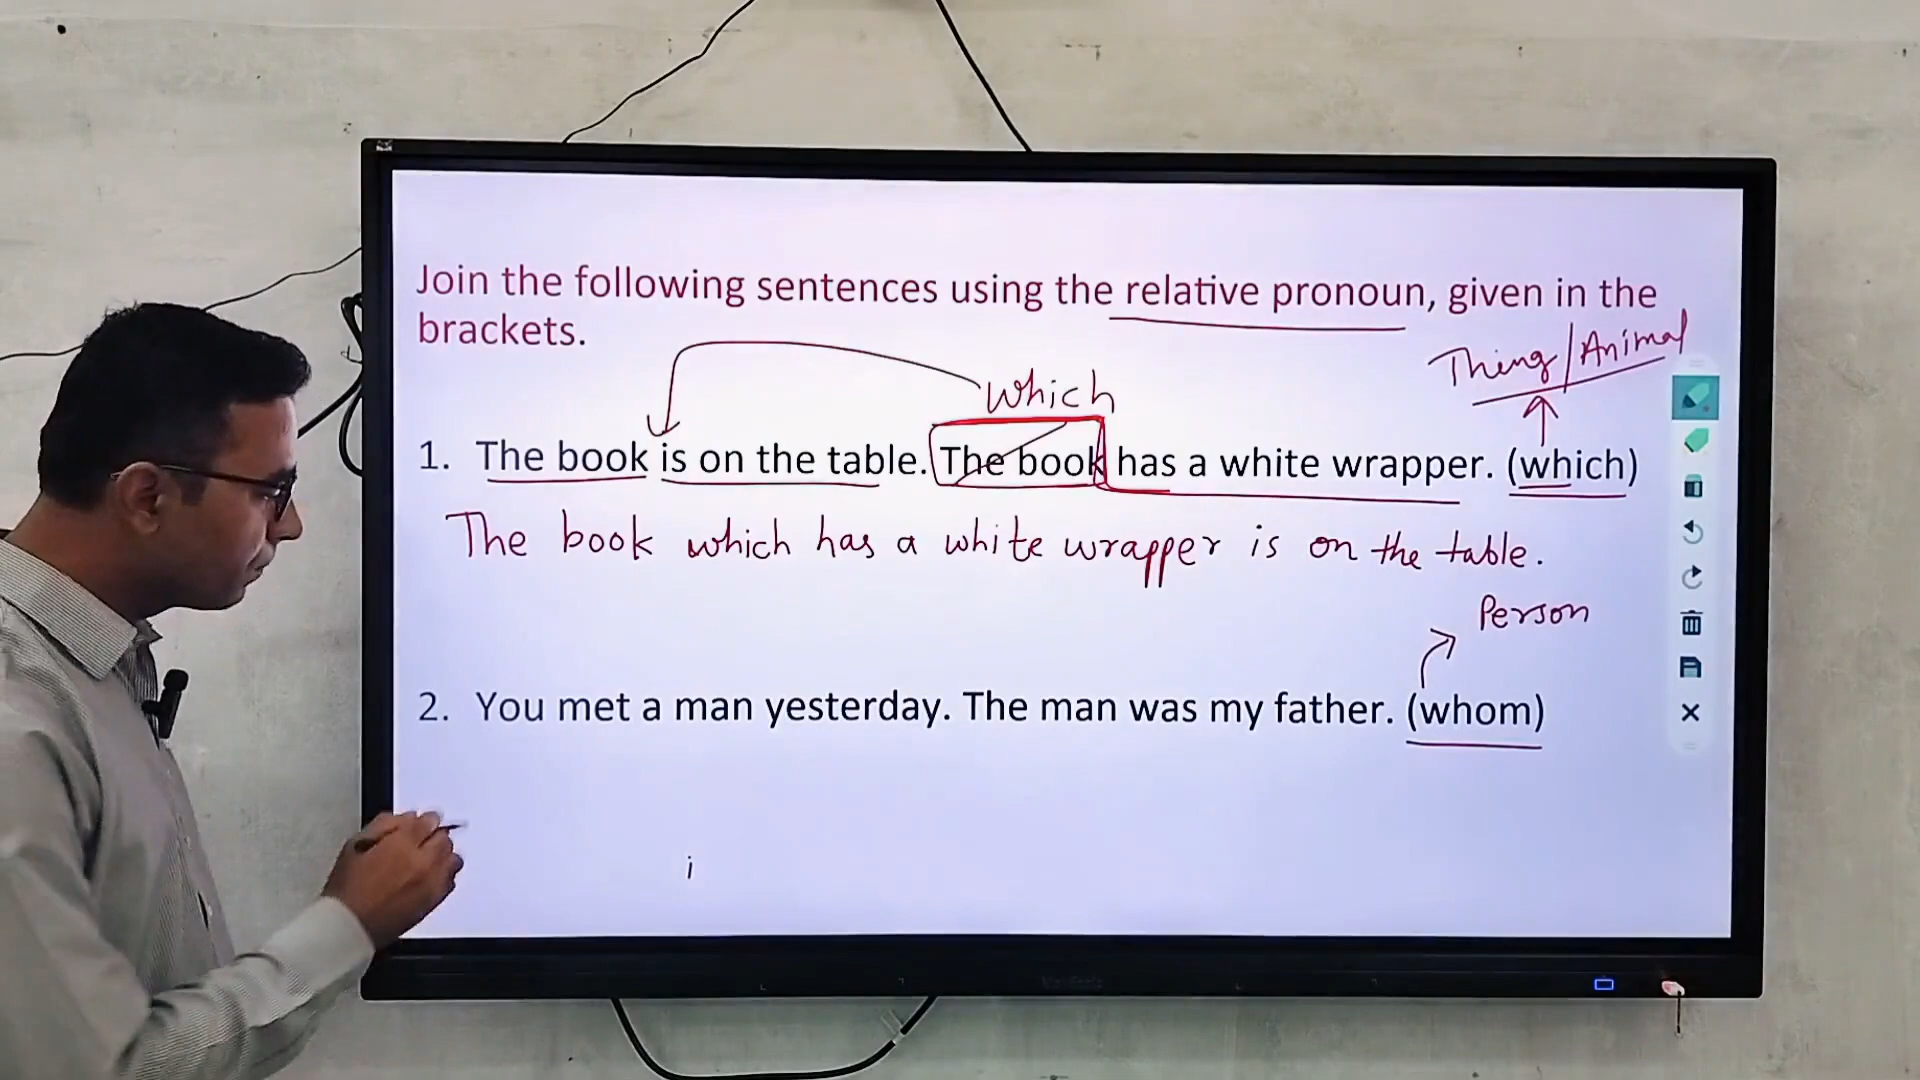 Join the following sentences using the relative pronoun, given in the
brackets.
Thing/Animal
Which
1. The book is on the table. The book has a white wrapper. (which)
The book which has a white wrapper is on the table.
Person
2. You met a man yesterday. The man was my father. (whom)
i